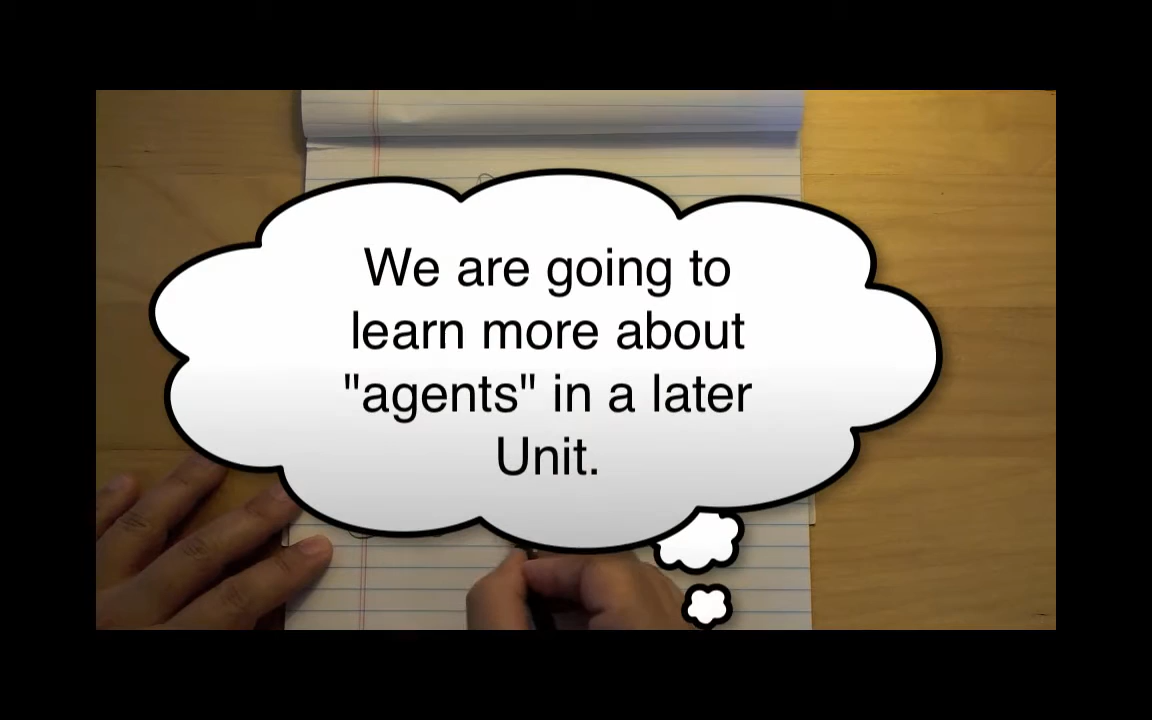 We are going to
learn more about
"agents" in a later
Unit.